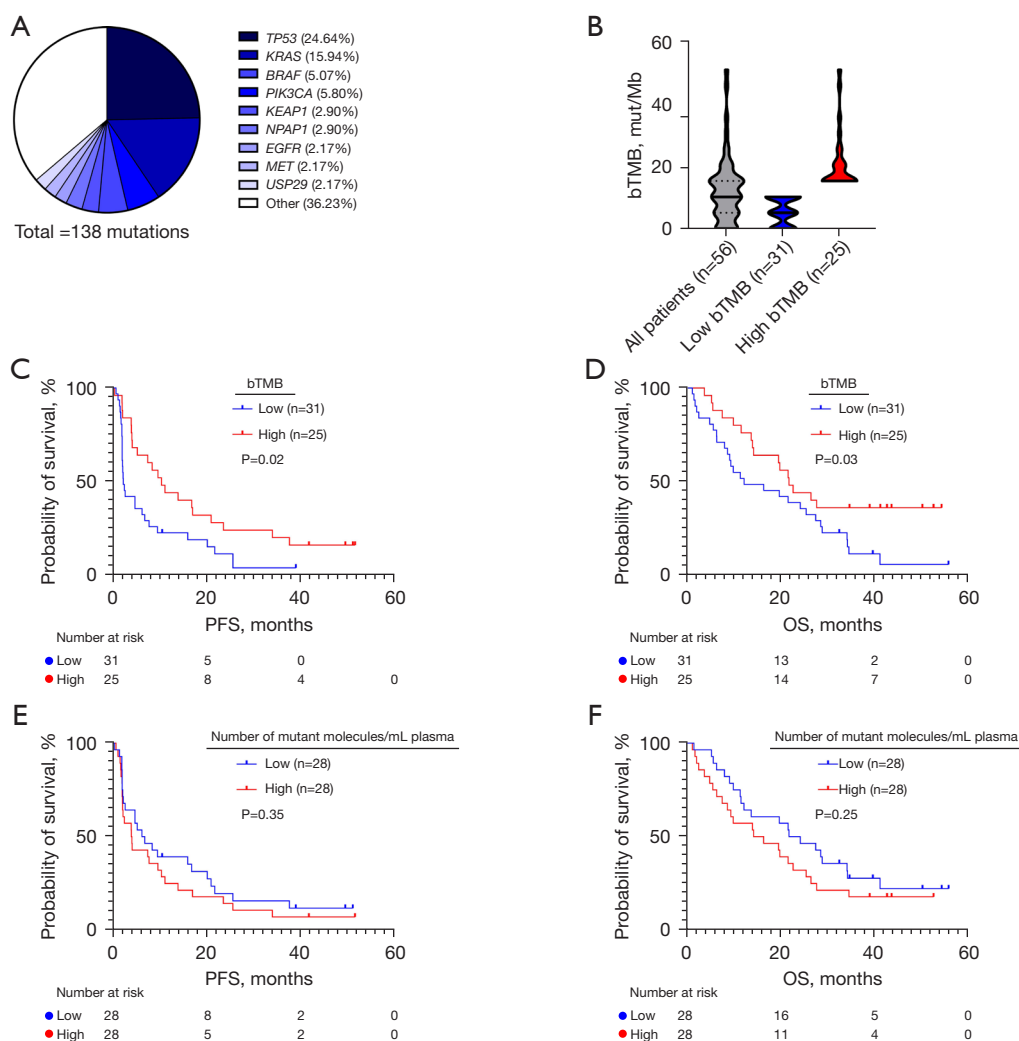 A
TP53 (24.64%)
KRAS (15.94%)
BRAF (5.07%)
PIK3CA (5.80%)
KEAP1 (2.90%)
NPAP1 (2.90%)
EGFR (2.17%)
MET (2.17%)
USP29 (2.17%)
Other (36.23%)
Total =138 mutations
B
bTMB, mut/Mb
60
40
20
0
All patients (n=56)
Low bTMB (n=31)
High bTMB (n=25)
C
Probability of survival, %
100
50
0
bTMB
Low (n=31)
High (n=25)
P=0.02
0 20 40 60
PFS, months
Number at risk
Low 31 5 0
High 25 8 4 0
D
Probability of survival, %
100
50
0
bTMB
Low (n=31)
High (n=25)
P=0.03
0 20 40 60
OS, months
Number at risk
Low 31 13 2 0
High 25 14 7 0
E
Probability of survival, %
100
50
0
Number of mutant molecules/mL plasma
Low (n=28)
High (n=28)
P=0.35
0 20 40 60
PFS, months
Number at risk
Low 28 8 2 0
High 28 5 2 0
F
Probability of survival, %
100
50
0
Number of mutant molecules/mL plasma
Low (n=28)
High (n=28)
P=0.25
0 20 40 60
OS, months
Number at risk
Low 28 16 5 0
High 28 11 4 0